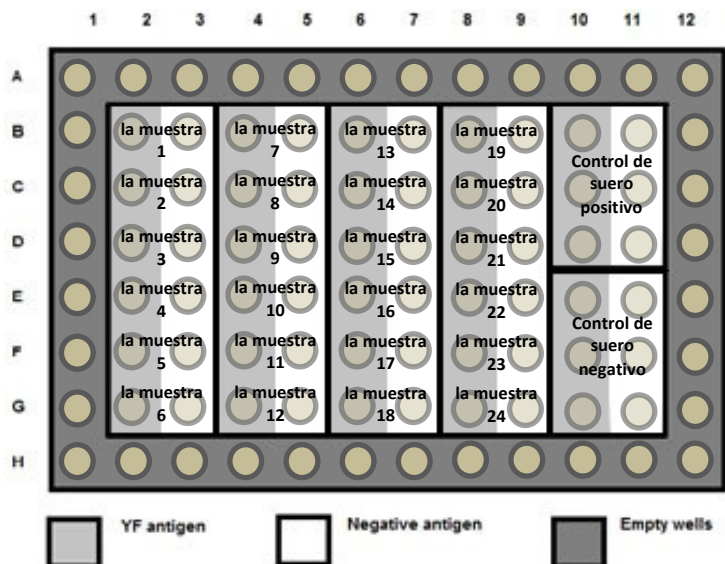 1 2 3 4 5 6 7 8 9 10 11 12
A
B
la muestra 1
la muestra 7
la muestra 13
la muestra 19
C
la muestra 2
la muestra 8
la muestra 14
la muestra 20
Control de
suero
positivo
D
la muestra 3
la muestra 9
la muestra 15
la muestra 21
E
la muestra 4
la muestra 10
la muestra 16
la muestra 22
F
la muestra 5
la muestra 11
la muestra 17
la muestra 23
Control de
suero
negativo
G
la muestra 6
la muestra 12
la muestra 18
la muestra 24
H
YF antigen
Negative antigen
Empty wells